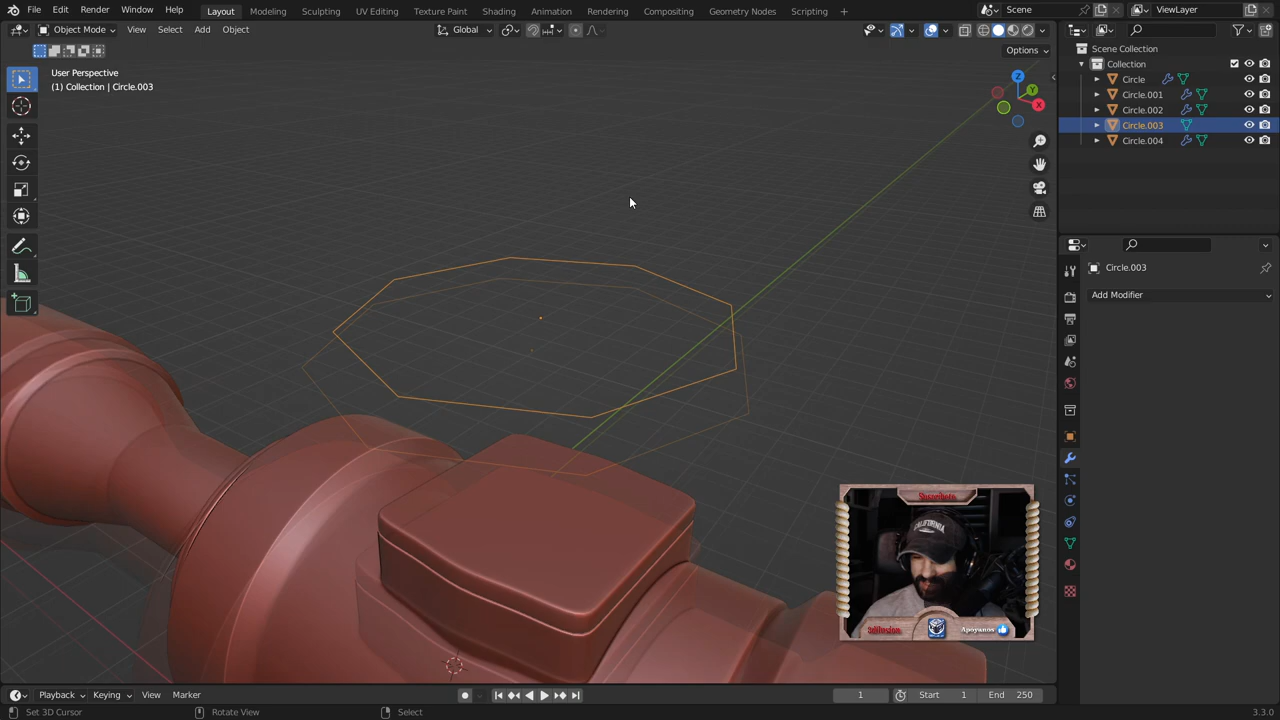 File Edit Render Window Help Layout Modeling Sculpting UV Editing Texture Paint Shading Animation Rendering Compositing Geometry Nodes Scripting + Scene ViewLayer
Object Mode View Select Add Object Global
Options
User Perspective
(1) Collection | Circle.003
Z
Y
X
Scene Collection
Collection
Circle
Circle.001
Circle.002
Circle.003
Circle.004
Circle.003
Add Modifier
Suscribete
CALIFORNIA
Apoyanos
Playback Keying View Marker 1 Start 1 End 250
Set 3D Cursor Rotate View Select 3.3.0